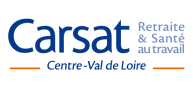 Carsat
Retraite
& Santé
au travail
Centre-Val de Loire